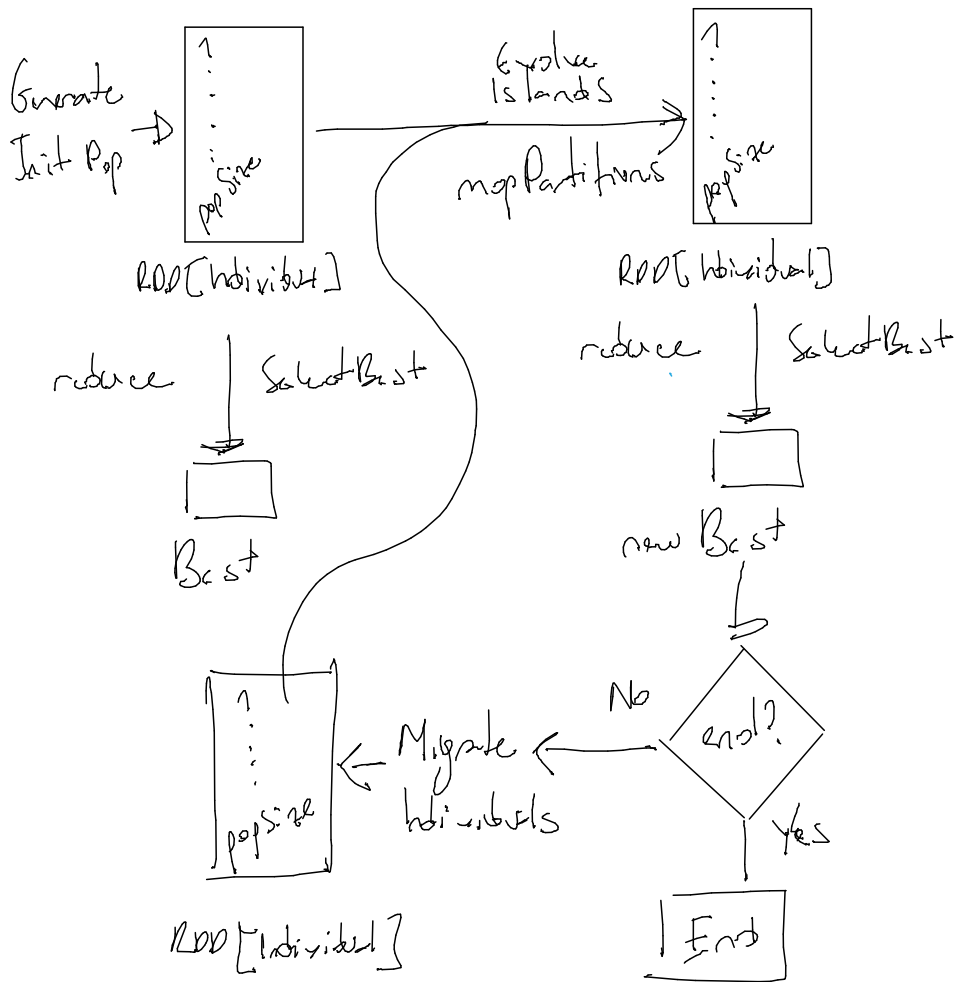 Generate
Init Pop
1
popSize
RDD[Individual]
reduce
SelectBest
Best
Evolve
Islands
mapPartitions
1
popSize
RDD[Individual]
reduce
SelectBest
new Best
end?
No
Yes
End
Migrate
Individuals
1
popSize
RDD[Individual]